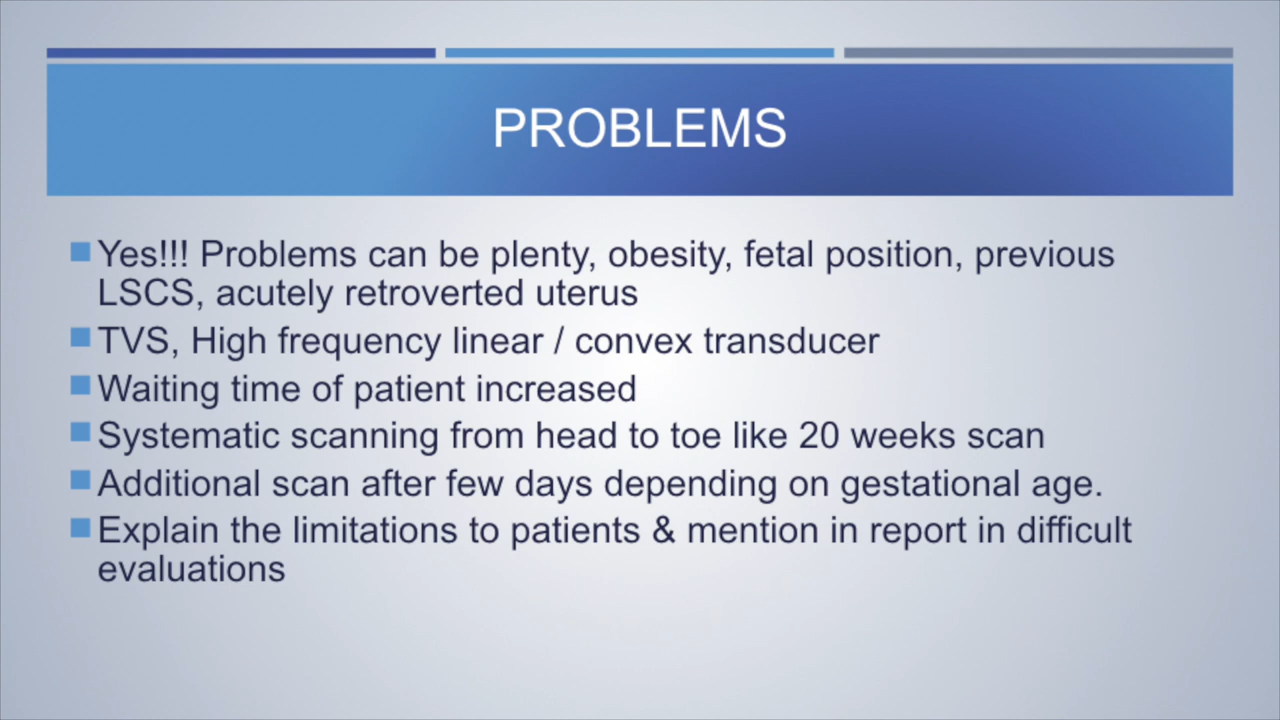 PROBLEMS
Yes!!! Problems can be plenty, obesity, fetal position, previous
LSCS, acutely retroverted uterus
TVS, High frequency linear / convex transducer
Waiting time of patient increased
Systematic scanning from head to toe like 20 weeks scan
Additional scan after few days depending on gestational age.
Explain the limitations to patients & mention in report in difficult
evaluations